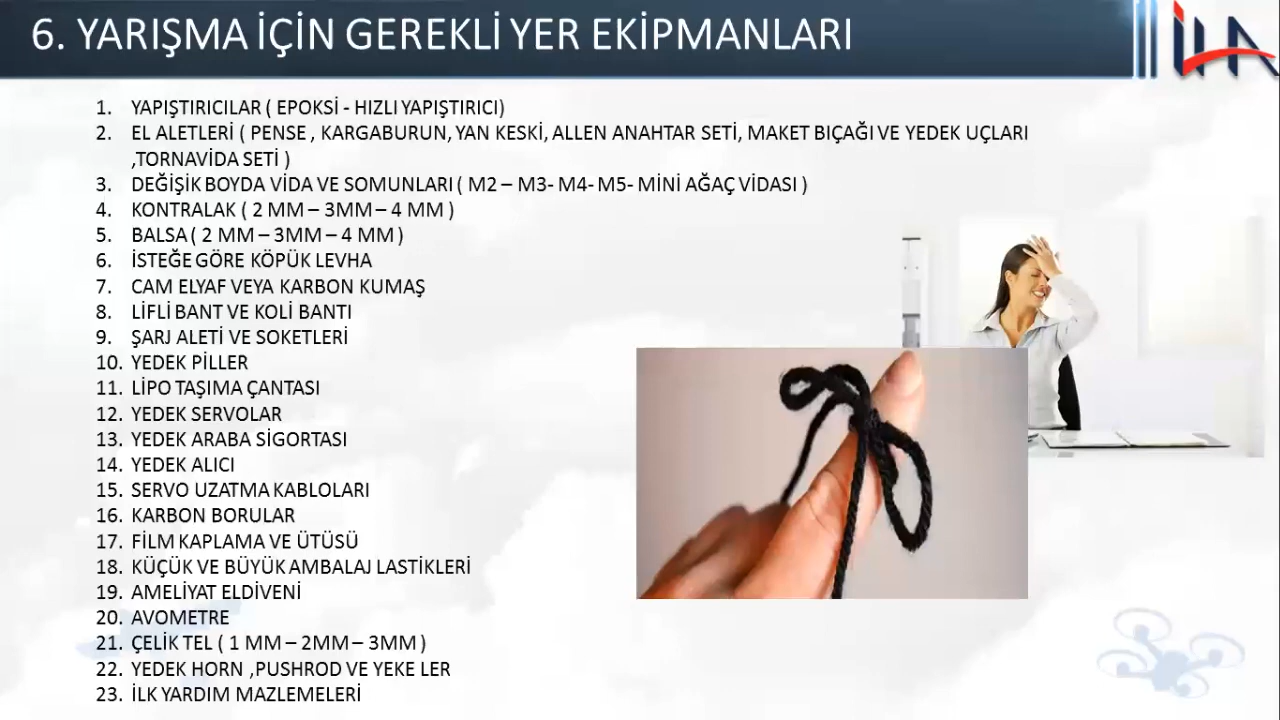 6. YARIŞMA İÇİN GEREKLİ YER EKİPMANLARI
İHA
1. YAPIŞTIRICILAR ( EPOKSİ - HIZLI YAPIŞTIRICI)
2. EL ALETLERİ ( PENSE , KARGABURUN, YAN KESKİ, ALLEN ANAHTAR SETİ, MAKET BIÇAĞI VE YEDEK UÇLARI
,TORNAVİDA SETİ )
3. DEĞİŞİK BOYDA VİDA VE SOMUNLARI ( M2 – M3- M4- M5- MİNİ AĞAÇ VİDASI )
4. KONTRALAK ( 2 MM – 3MM – 4 MM )
5. BALSA ( 2 MM – 3MM – 4 MM )
6. İSTEĞE GÖRE KÖPÜK LEVHA
7. CAM ELYAF VEYA KARBON KUMAŞ
8. LİFLİ BANT VE KOLİ BANTI
9. ŞARJ ALETİ VE SOKETLERİ
10. YEDEK PİLLER
11. LİPO TAŞIMA ÇANTASI
12. YEDEK SERVOLAR
13. YEDEK ARABA SİGORTASI
14. YEDEK ALICI
15. SERVO UZATMA KABLOLARI
16. KARBON BORULAR
17. FİLM KAPLAMA VE ÜTÜSÜ
18. KÜÇÜK VE BÜYÜK AMBALAJ LASTİKLERİ
19. AMELİYAT ELDİVENİ
20. AVOMETRE
21. ÇELİK TEL ( 1 MM – 2MM – 3MM )
22. YEDEK HORN ,PUSHROD VE YEKE LER
23. İLK YARDIM MAZLEMELERİ